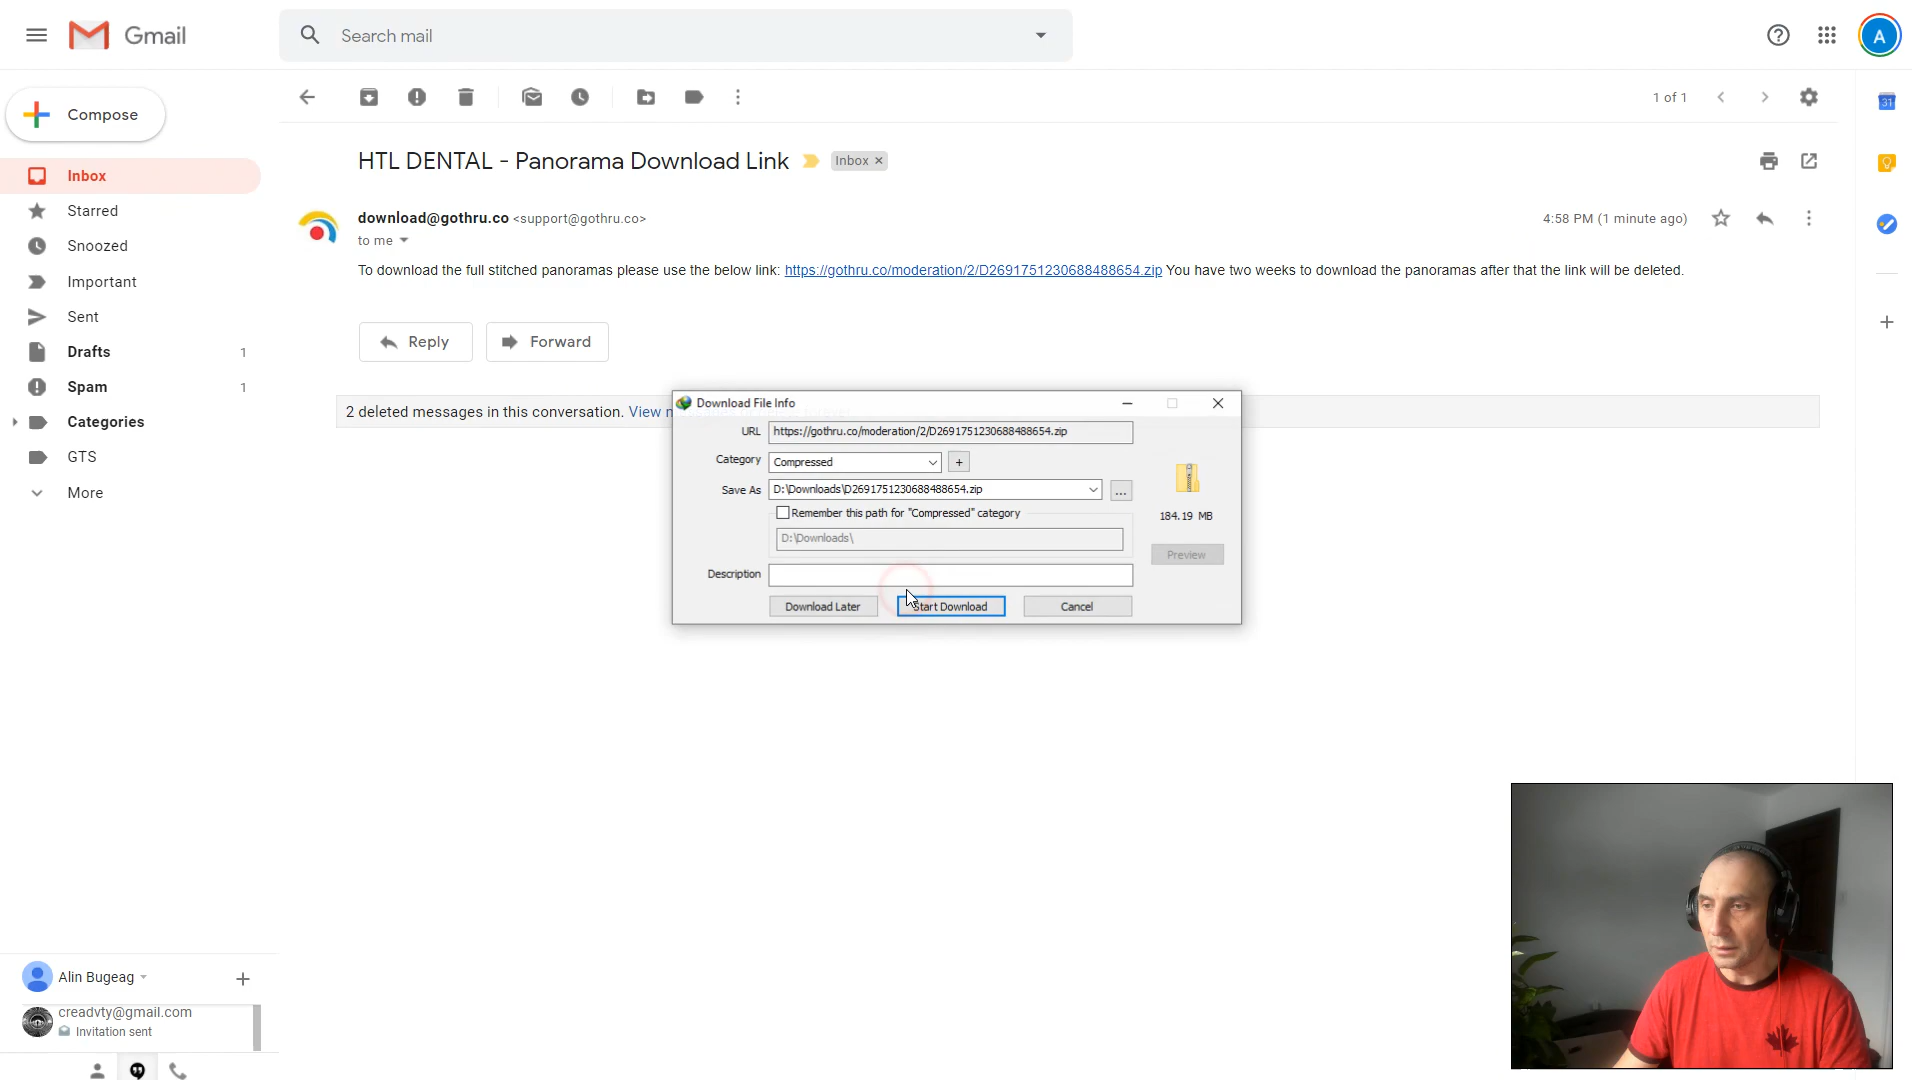 Gmail
Search mail
A
Compose
1 of 1
31
HTL DENTAL - Panorama Download Link
Inbox ×
Inbox
Starred
Snoozed
Important
Sent
Drafts 1
Spam 1
Categories
GTS
More
download@gothru.co <support@gothru.co>
4:58 PM (1 minute ago)
to me
To download the full stitched panoramas please use the below link: https://gothru.co/moderation/2/D2691751230688488654.zip You have two weeks to download the panoramas after that the link will be deleted.
Reply
Forward
2 deleted messages in this conversation. View
Download File Info
URL https://gothru.co/moderation/2/D2691751230688488654.zip
Category Compressed +
Save As D:\Downloads\D2691751230688488654.zip ...
Remember this path for "Compressed" category
D:\Downloads\
184.19 MB
Preview
Description
Download Later
Start Download
Cancel
Alin Bugeag
creadvty@gmail.com
Invitation sent